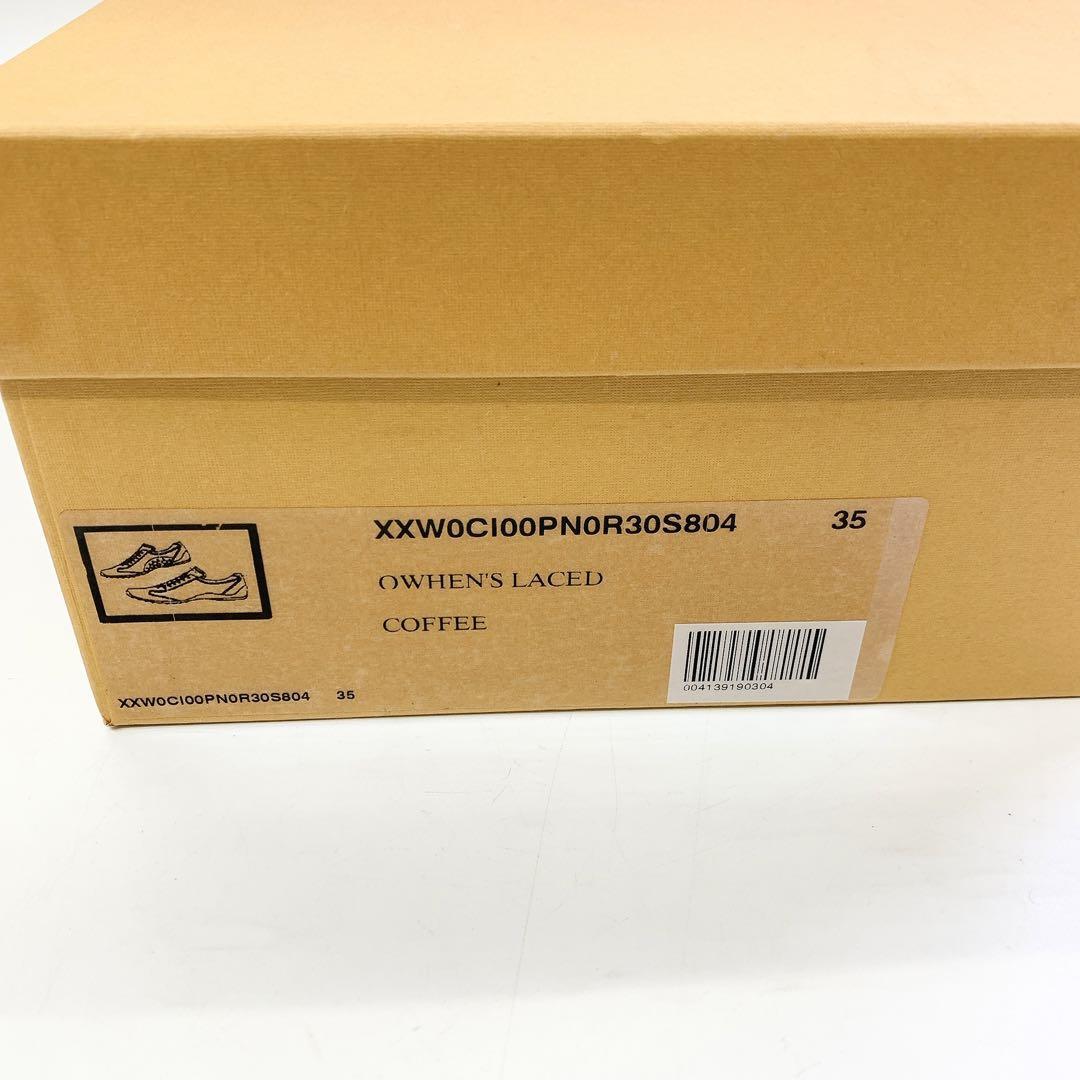 XXW0CI00PN0R30S804 35
OWHEN'S LACED
COFFEE
004139190304
XXW0CI00PN0R30S804 35